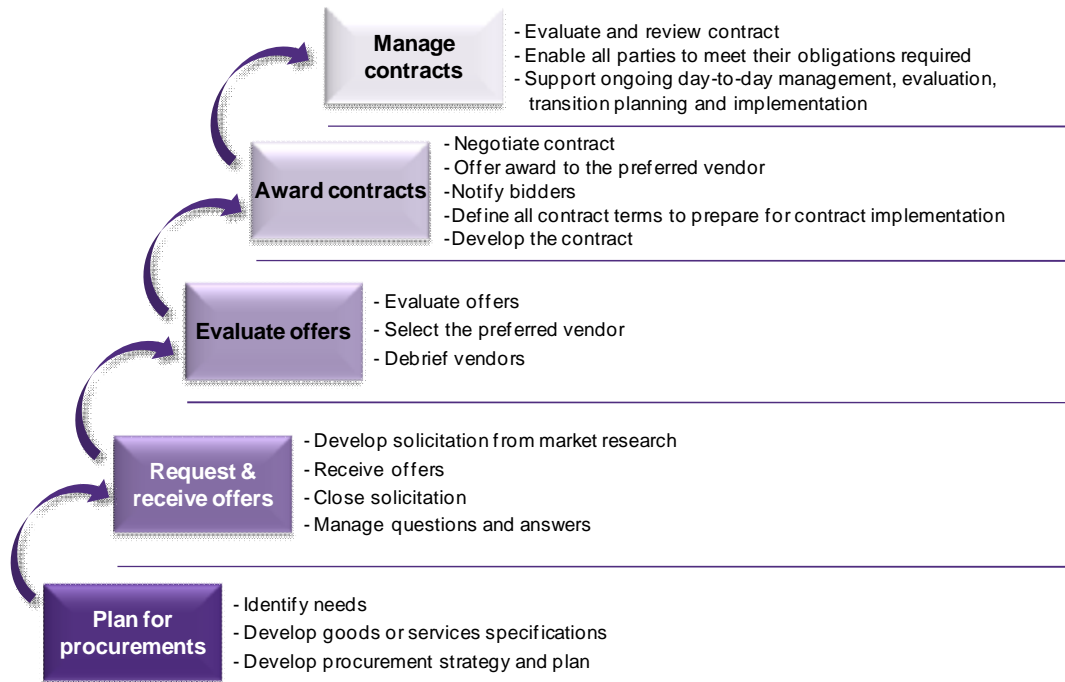 Manage
contracts
- Evaluate and review contract
- Enable all parties to meet their obligations required
- Support ongoing day-to-day management, evaluation,
transition planning and implementation
Award contracts
- Negotiate contract
- Offer award to the preferred vendor
- Notify bidders
- Define all contract terms to prepare for contract implementation
- Develop the contract
Evaluate offers
- Evaluate offers
- Select the preferred vendor
- Debrief vendors
Request &
receive offers
- Develop solicitation from market research
- Receive offers
- Close solicitation
- Manage questions and answers
Plan for
procurements
- Identify needs
- Develop goods or services specifications
- Develop procurement strategy and plan